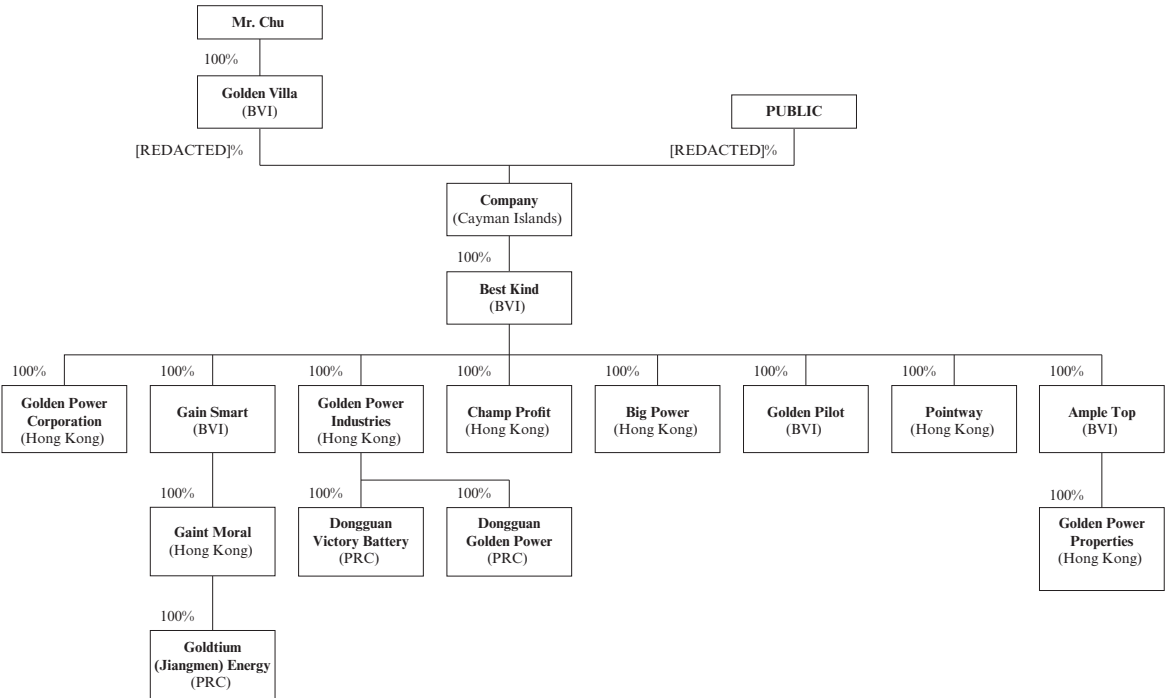 Mr. Chu
100%
Golden Villa
(BVI)
PUBLIC
[REDACTED]%
[REDACTED]%
Company
(Cayman Islands)
100%
Best Kind
(BVI)
100%
100%
100%
100%
100%
100%
100%
100%
Golden Power
Corporation
(Hong Kong)
Gain Smart
(BVI)
Golden Power
Industries
(Hong Kong)
Champ Profit
(Hong Kong)
Big Power
(Hong Kong)
Golden Pilot
(BVI)
Pointway
(Hong Kong)
Ample Top
(BVI)
100%
100%
100%
100%
Gaint Moral
(Hong Kong)
Dongguan
Victory Battery
(PRC)
Dongguan
Golden Power
(PRC)
Golden Power
Properties
(Hong Kong)
100%
Goldtium
(Jiangmen) Energy
(PRC)